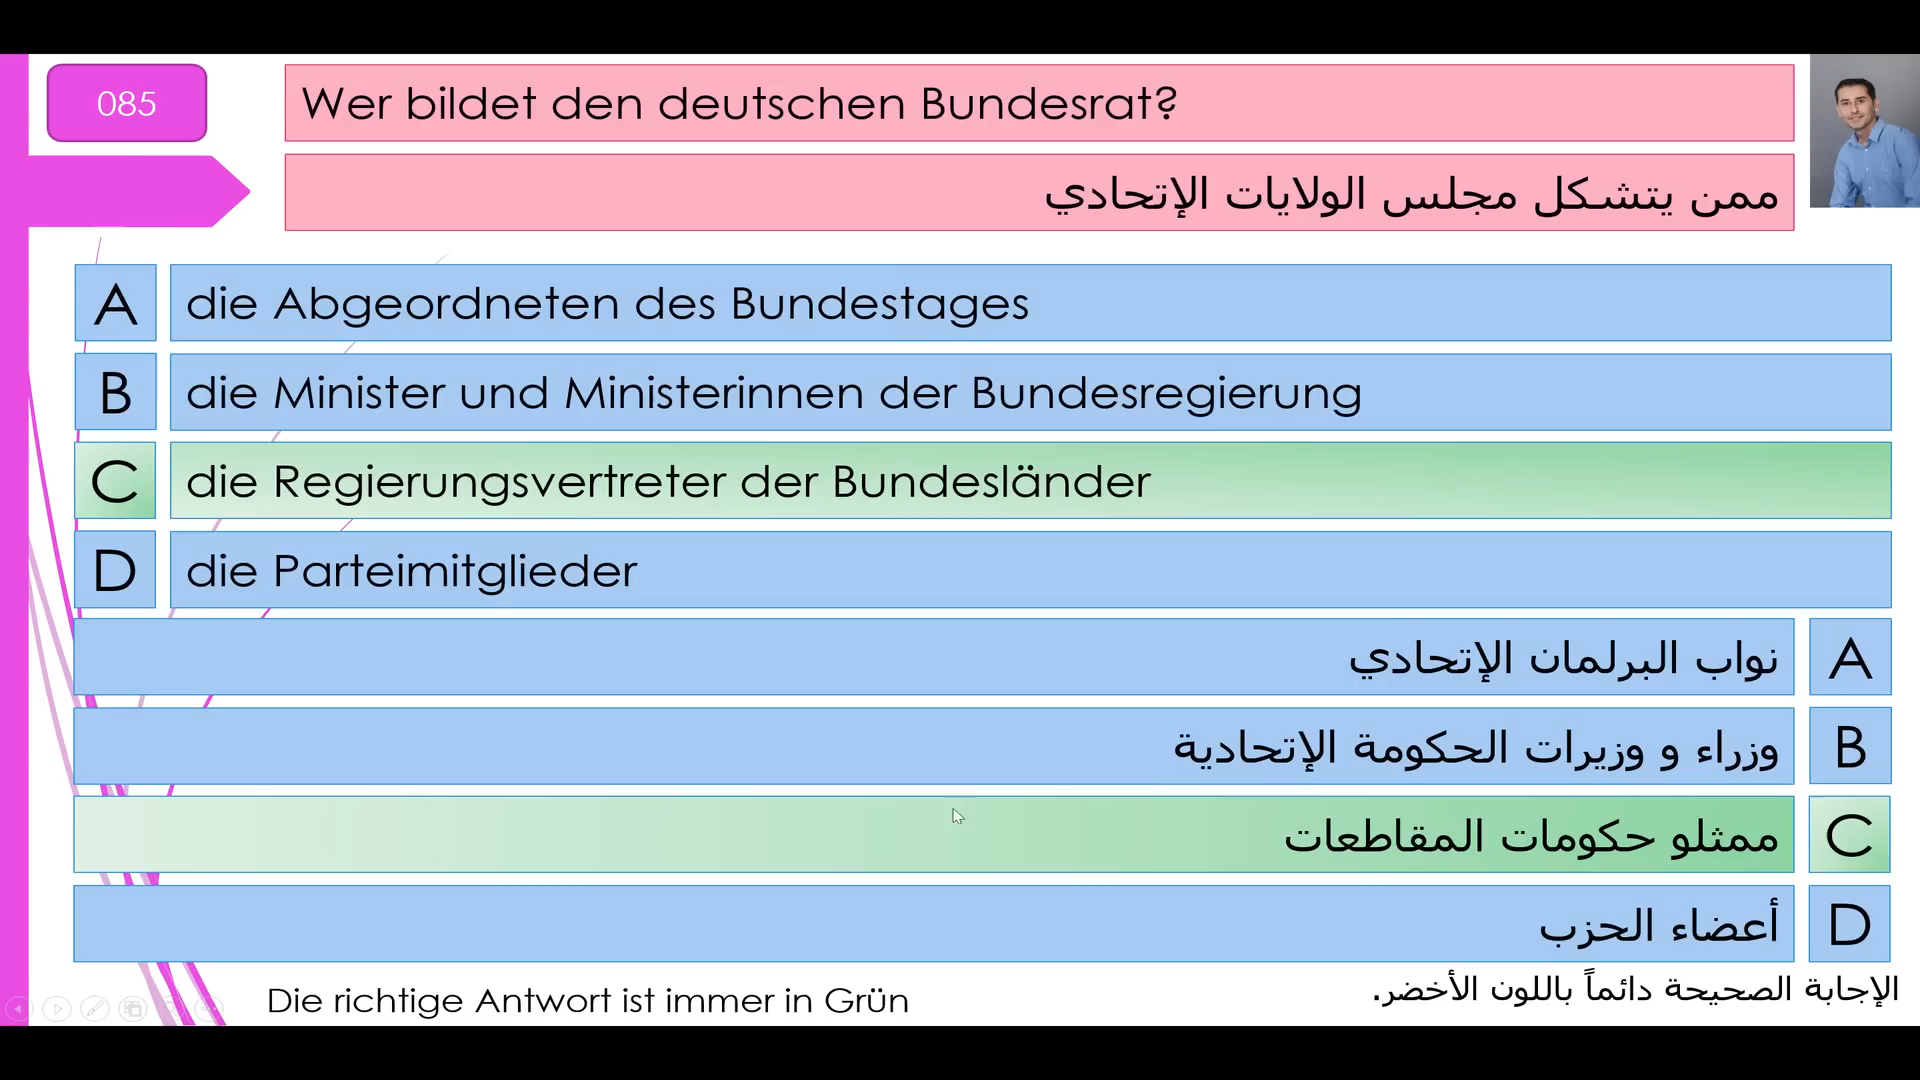 085
Wer bildet den deutschen Bundesrat?
ممن يتشكل مجلس الولايات الإتحادي
A die Abgeordneten des Bundestages
B die Minister und Ministerinnen der Bundesregierung
C die Regierungsvertreter der Bundesländer
D die Parteimitglieder
نواب البرلمان الإتحادي A
وزراء و وزيرات الحكومة الإتحادية B
ممثلو حكومات المقاطعات C
أعضاء الحزب D
الإجابة الصحيحة دائماً باللون الأخضر.
Die richtige Antwort ist immer in Grün